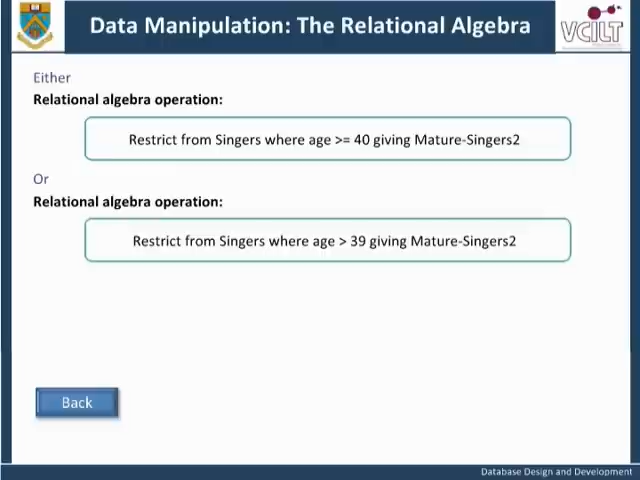 Data Manipulation: The Relational Algebra
VCILT
Either
Relational algebra operation:
Restrict from Singers where age >= 40 giving Mature-Singers2
Or
Relational algebra operation:
Restrict from Singers where age > 39 giving Mature-Singers2
Back
Database Design and Development